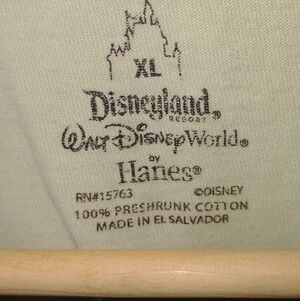 XL
Disneyland®
RESORT
WALT DISNEY World®
BY
Hanes®
RN#15763 ©DISNEY
100% PRESHRUNK COTTON
MADE IN EL SALVADOR